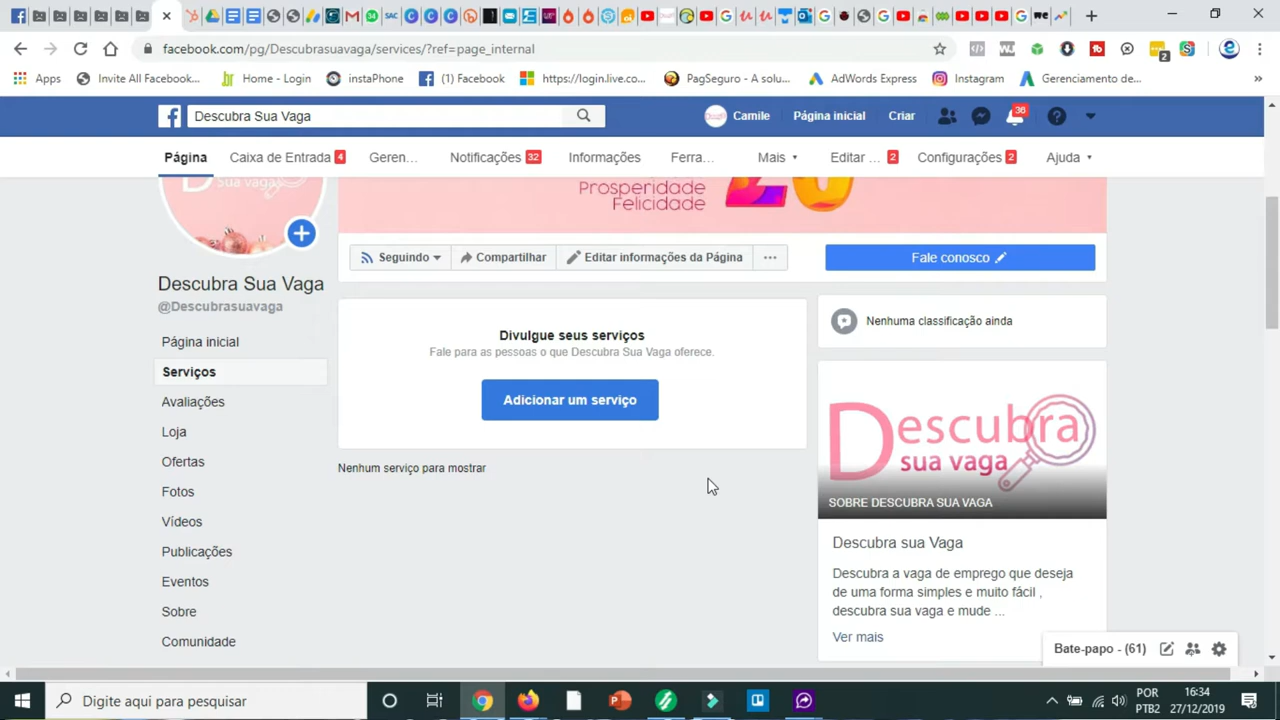 facebook.com/pg/Descubrasuavaga/services/?ref=page_internal
2
Apps
Invite All Facebook...
Home - Login
instaPhone
(1) Facebook
https://login.live.co...
PagSeguro - A solu...
AdWords Express
Instagram
Gerenciamento de...
»
Descubra Sua Vaga
Camile
Página inicial
Criar
36
Página
Caixa de Entrada 4
Geren...
Notificações 32
Informações
Ferra...
Mais
Editar ... 2
Configurações 2
Ajuda
Descubra
sua vaga
Prosperidade
Felicidade
20
Seguindo
Compartilhar
Editar informações da Página
...
Fale conosco
Descubra Sua Vaga
@Descubrasuavaga
Página inicial
Serviços
Avaliações
Loja
Ofertas
Fotos
Vídeos
Publicações
Eventos
Sobre
Comunidade
Divulgue seus serviços
Fale para as pessoas o que Descubra Sua Vaga oferece.
Adicionar um serviço
Nenhum serviço para mostrar
Nenhuma classificação ainda
Descubra
sua vaga
SOBRE DESCUBRA SUA VAGA
Descubra sua Vaga
Descubra a vaga de emprego que deseja
de uma forma simples e muito fácil ,
descubra sua vaga e mude ...
Ver mais
Bate-papo - (61)
Digite aqui para pesquisar
POR
PTB2
16:34
27/12/2019